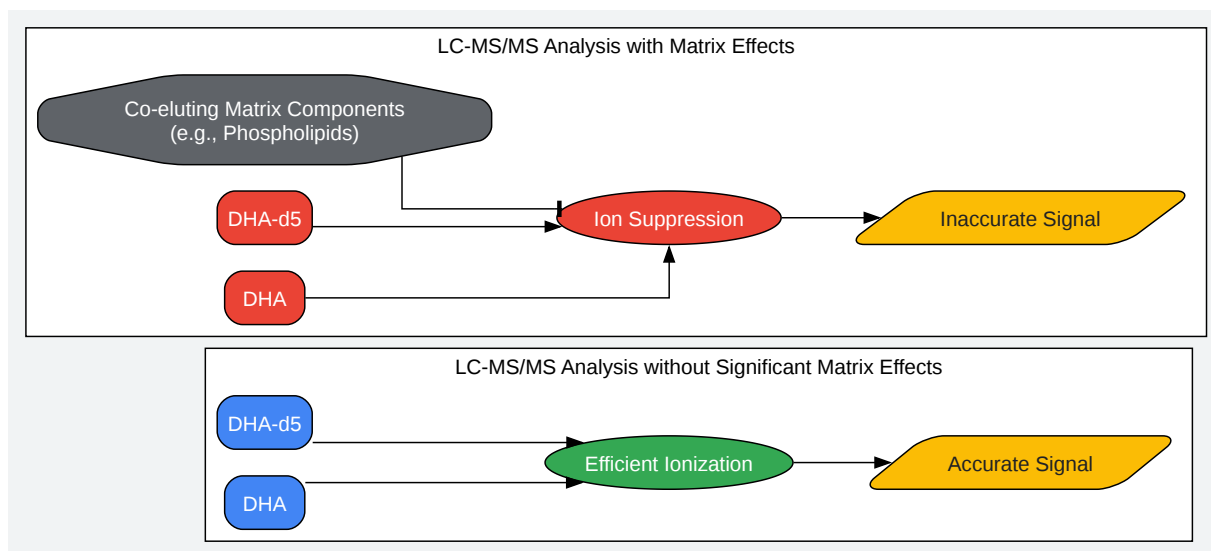 LC-MS/MS Analysis with Matrix Effects
Co-eluting Matrix Components
(e.g., Phospholipids)
DHA-d5
Ion Suppression
Inaccurate Signal
DHA
LC-MS/MS Analysis without Significant Matrix Effects
DHA-d5
Efficient Ionization
Accurate Signal
DHA